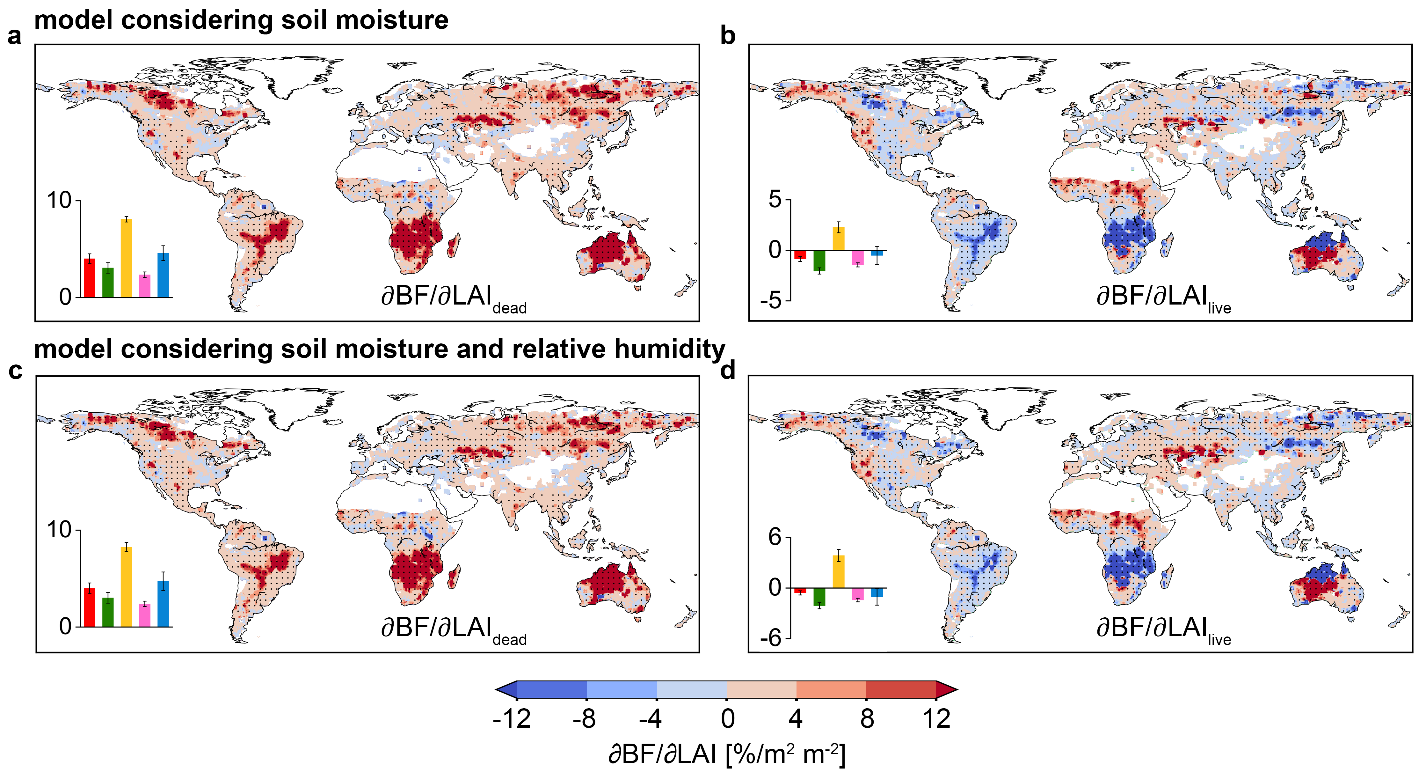 model considering soil moisture
a
b
10
0
∂BF/∂LAIdead
5
0
-5
∂BF/∂LAIlive
model considering soil moisture and relative humidity
c
d
10
0
∂BF/∂LAIdead
6
0
-6
∂BF/∂LAIlive
-12 -8 -4 0 4 8 12
∂BF/∂LAI [%/m² m⁻²]